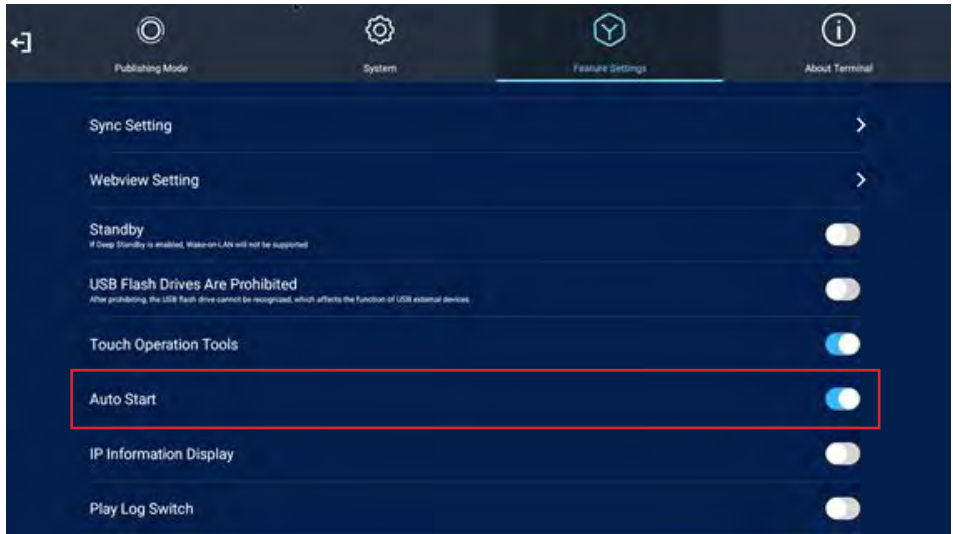 Publishing Mode
System
Feature Settings
About Terminal
Sync Setting
Webview Setting
Standby
If Deep Standby is enabled, Wake-on-LAN will not be supported
USB Flash Drives Are Prohibited
After prohibiting, the USB flash drive cannot be recognized, which affects the function of USB external devices
Touch Operation Tools
Auto Start
IP Information Display
Play Log Switch